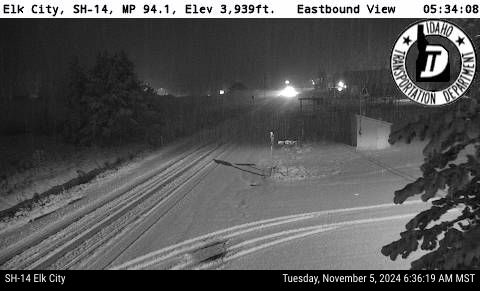 Elk City, SH-14, MP 94.1, Elev 3,939ft. Eastbound View 05:34:08
IDAHO
TRANSPORTATION DEPARTMENT
SH-14 Elk City Tuesday, November 5, 2024 6:36:19 AM MST